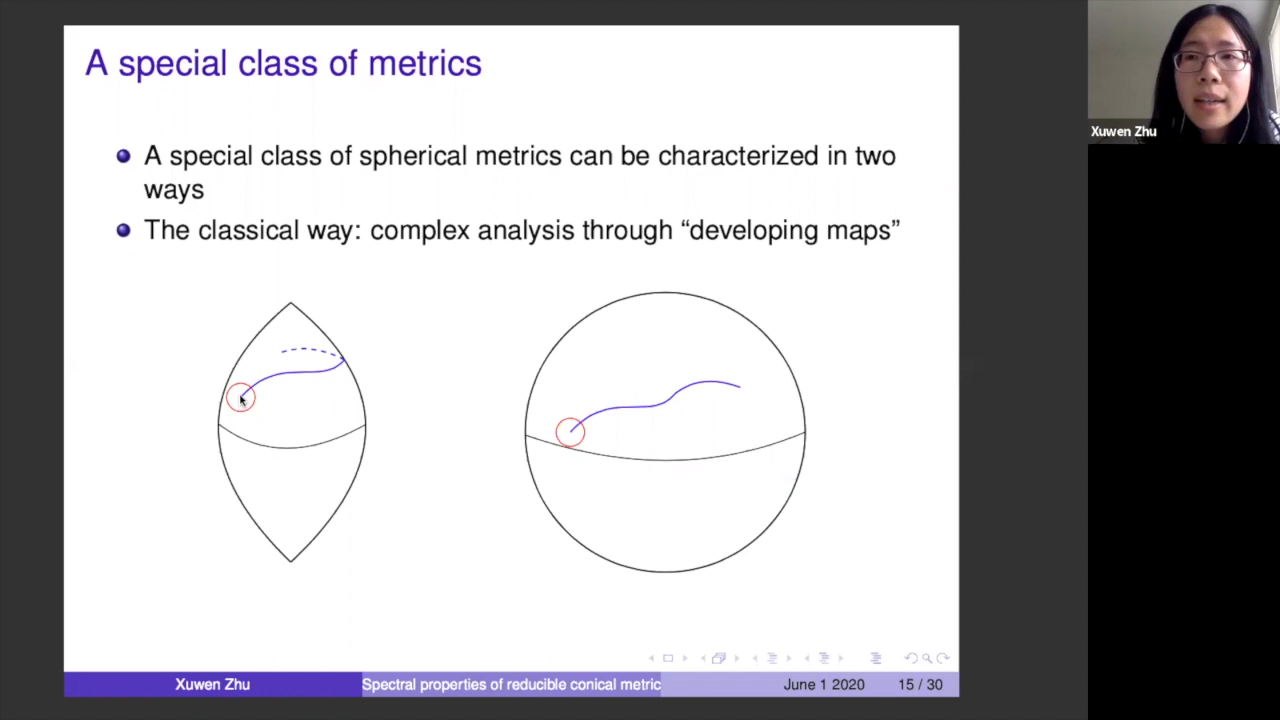 A special class of metrics
A special class of spherical metrics can be characterized in two
ways
The classical way: complex analysis through “developing maps”
Xuwen Zhu
Xuwen Zhu
Spectral properties of reducible conical metric
June 1 2020
15 / 30